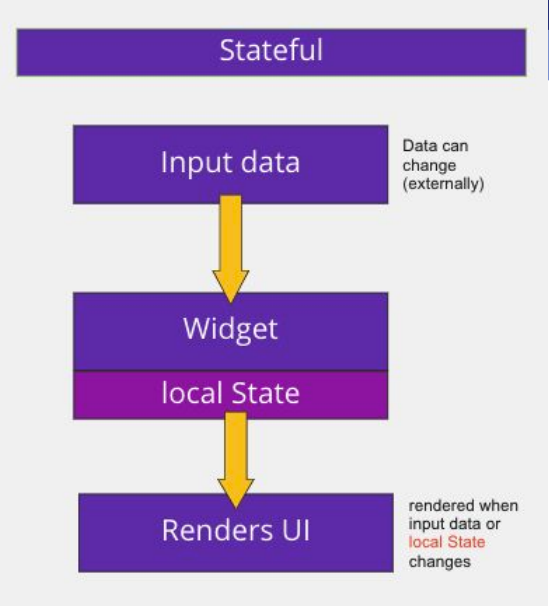 Stateful
Input data
Data can
change
(externally)
Widget
local State
Renders UI
rendered when
input data or
local State
changes